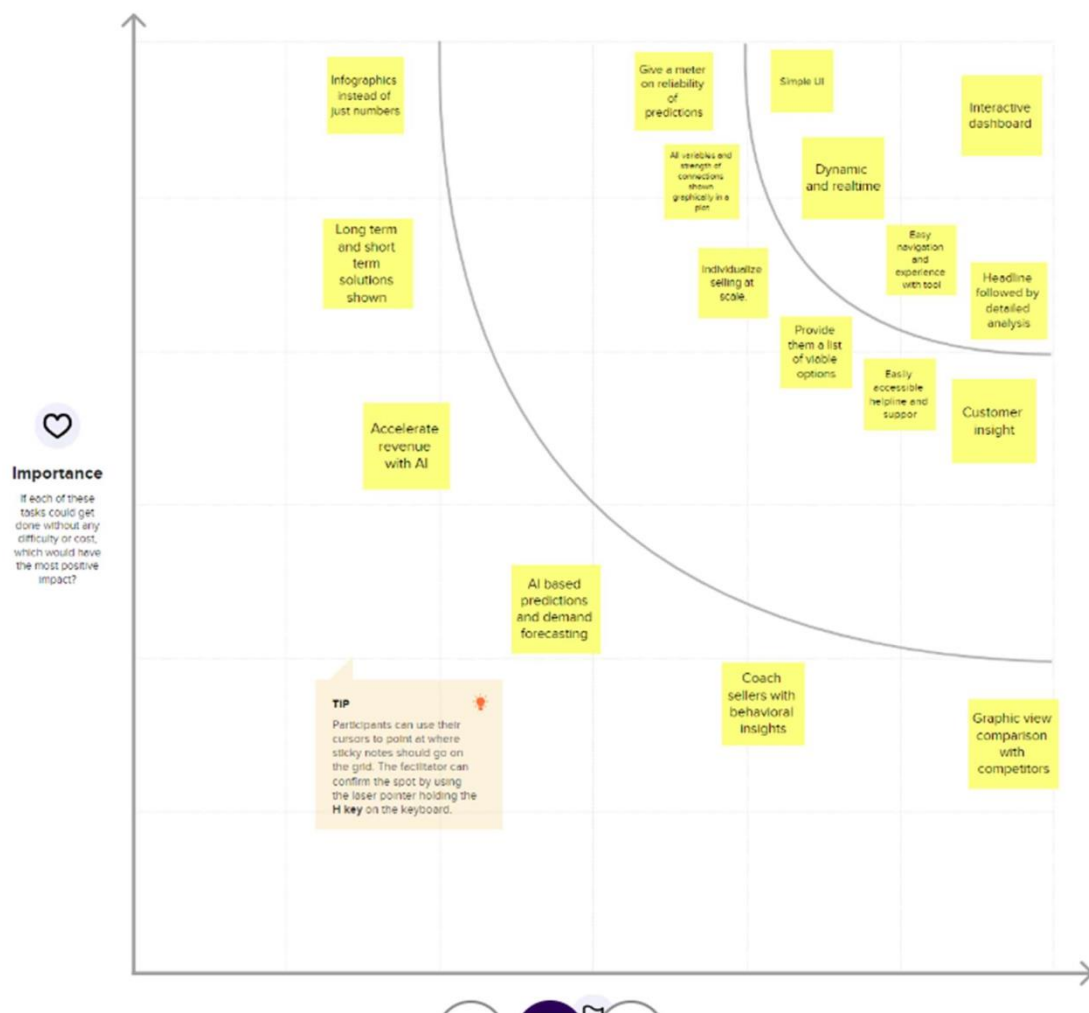 Infographics
instead of
just numbers
Give a meter
on reliability
of
predictions
Simple UI
Interactive
dashboard
All variables and
strength of
connections
shown
graphically in a
plot
Dynamic
and realtime
Long term
and short
term
solutions
shown
Easy
navigation
and
experience
with tool
Individualize
selling at
scale.
Headline
followed by
detailed
analysis
Provide
them a list
of viable
options
Easily
accessible
helpline and
suppor
Customer
insight
Accelerate
revenue
with AI
Importance
If each of these
tasks could get
done without any
difficulty or cost,
which would have
the most positive
impact?
AI based
predictions
and demand
forecasting
Coach
sellers with
behavioral
insights
Graphic view
comparison
with
competitors
TIP
Participants can use their
cursors to point at where
sticky notes should go on
the grid. The facilitator can
confirm the spot by using
the laser pointer holding the
H key on the keyboard.